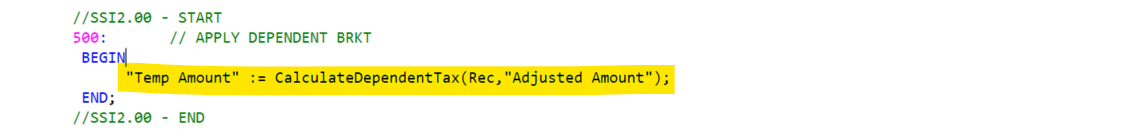 //SSI2.00 - START
500:       // APPLY DEPENDENT BRKT
BEGIN
"Temp Amount" := CalculateDependentTax(Rec,"Adjusted Amount");
END;
//SSI2.00 - END